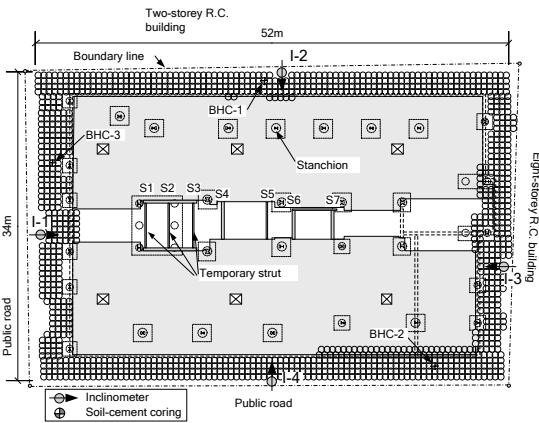 Two-storey R.C.
building
52m
Boundary line
I-2
BHC-1
BHC-3
Stanchion
S1 S2 S3 S4 S5 S6 S7
Eight-storey R.C. building
34m
I-1
Temporary strut
I-3
Public road
BHC-2
I-4
Public road
Inclinometer
Soil-cement coring